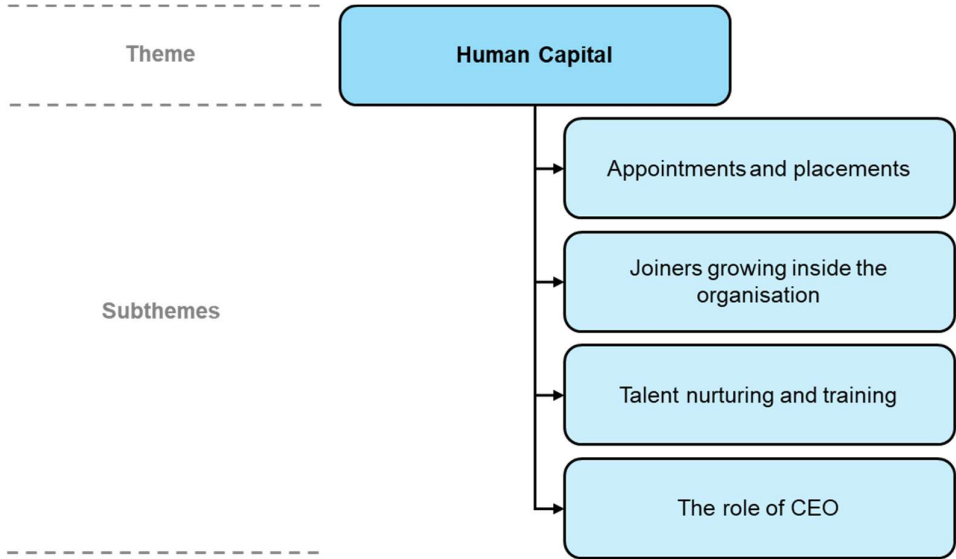 Theme
Human Capital
Appointments and placements
Joiners growing inside the
organisation
Subthemes
Talent nurturing and training
The role of CEO